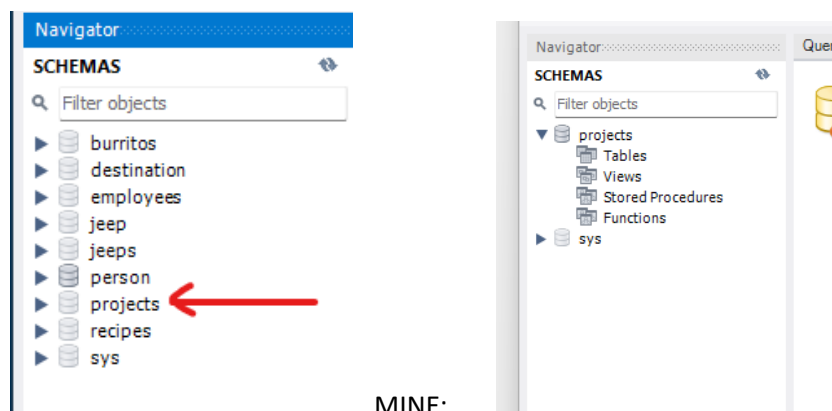 Navigator
SCHEMAS
Filter objects
burritos
destination
employees
jeep
jeeps
person
projects
recipes
sys
MINE:
Navigator
SCHEMAS
Filter objects
projects
Tables
Views
Stored Procedures
Functions
sys